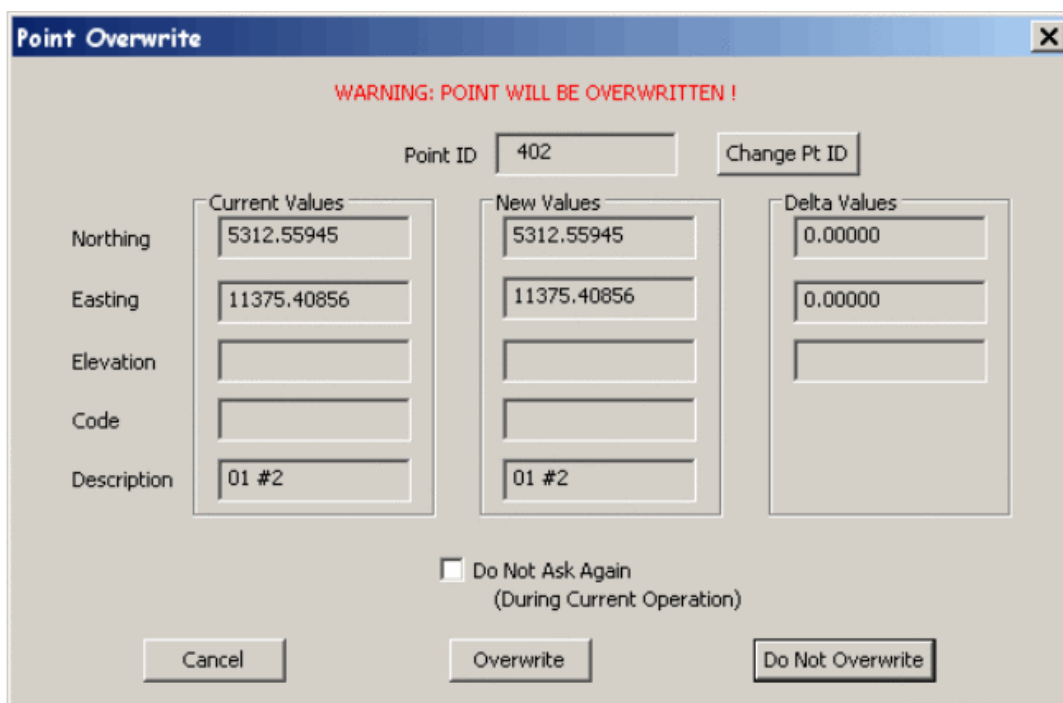 Point Overwrite
WARNING: POINT WILL BE OVERWRITTEN !
Point ID 402 Change Pt ID
Current Values New Values Delta Values
Northing 5312.55945 5312.55945 0.00000
Easting 11375.40856 11375.40856 0.00000
Elevation
Code
Description 01 #2 01 #2
Do Not Ask Again
(During Current Operation)
Cancel Overwrite Do Not Overwrite